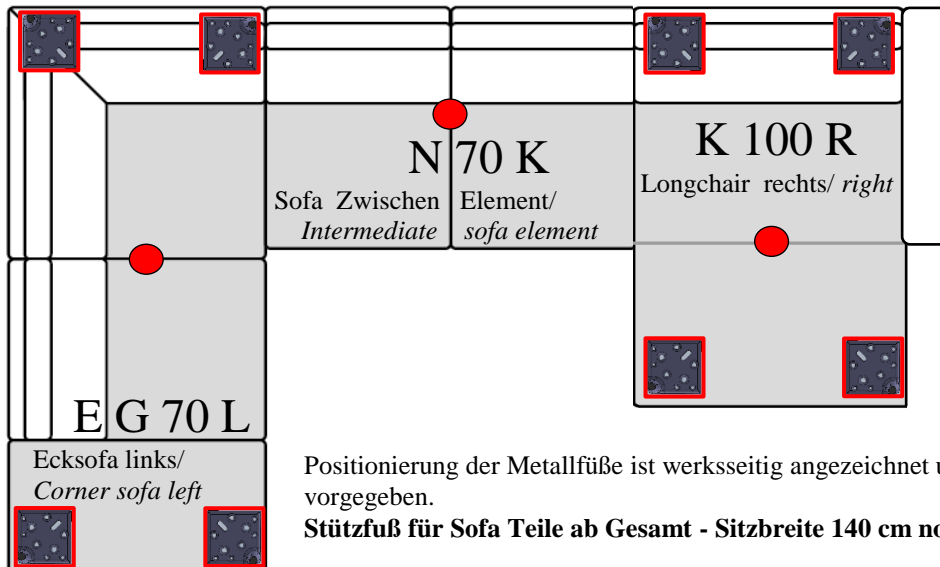 N 70 K
Sofa Zwischen Element/
Intermediate sofa element
K 100 R
Longchair rechts/ right
E G 70 L
Ecksofa links/
Corner sofa left
Positionierung der Metallfüße ist werksseitig angezeichnet
vorgegeben.
Stützfuß für Sofa Teile ab Gesamt - Sitzbreite 140 cm